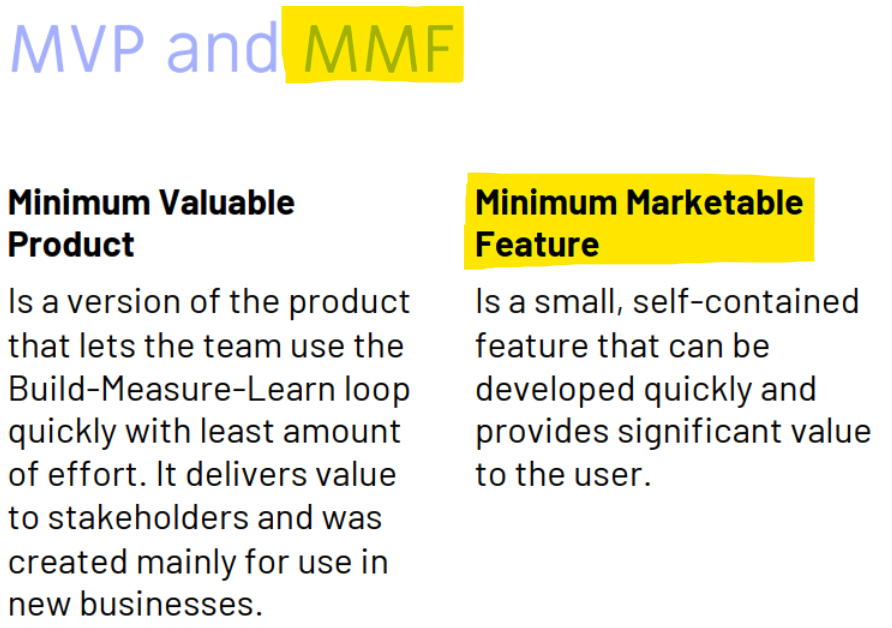 MVP and MMF
Minimum Valuable
Product
Is a version of the product
that lets the team use the
Build-Measure-Learn loop
quickly with least amount
of effort. It delivers value
to stakeholders and was
created mainly for use in
new businesses.
Minimum Marketable
Feature
Is a small, self-contained
feature that can be
developed quickly and
provides significant value
to the user.